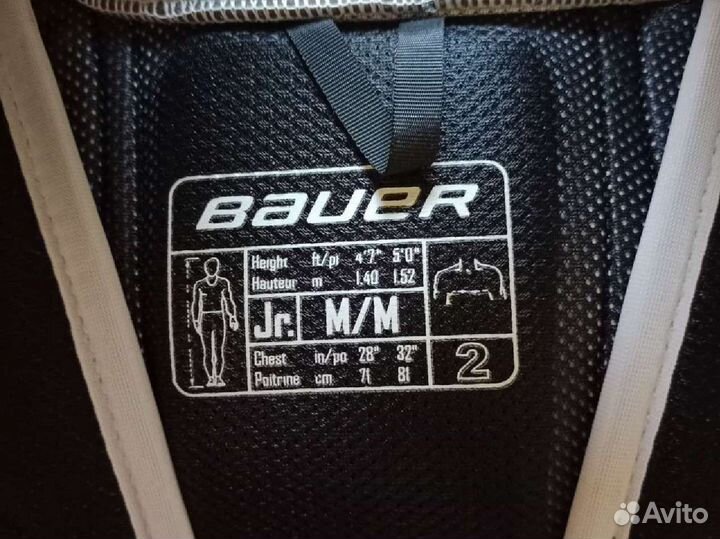 BAUER
Height ft/pi 4'7" 5'0"
Hauteur m 1.40 1.52
Jr. M/M
Chest in/po 28" 32"
Poitrine cm 71 81
2
Avito